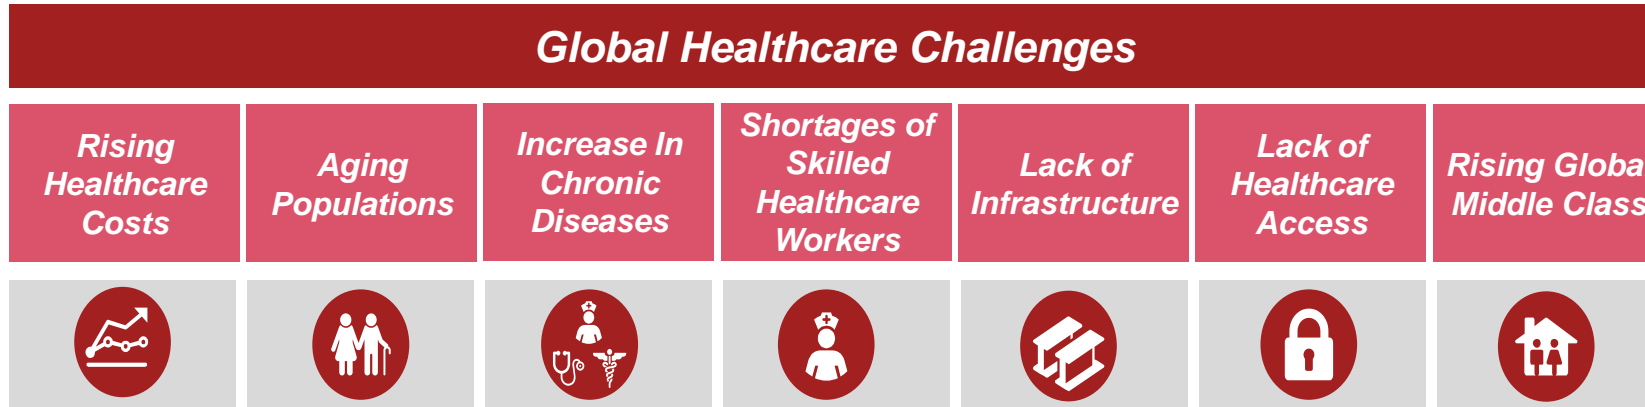 Global Healthcare Challenges
Rising
Healthcare
Costs
Aging
Populations
Increase In
Chronic
Diseases
Shortages of
Skilled
Healthcare
Workers
Lack of
Infrastructure
Lack of
Healthcare
Access
Rising Globa
Middle Class